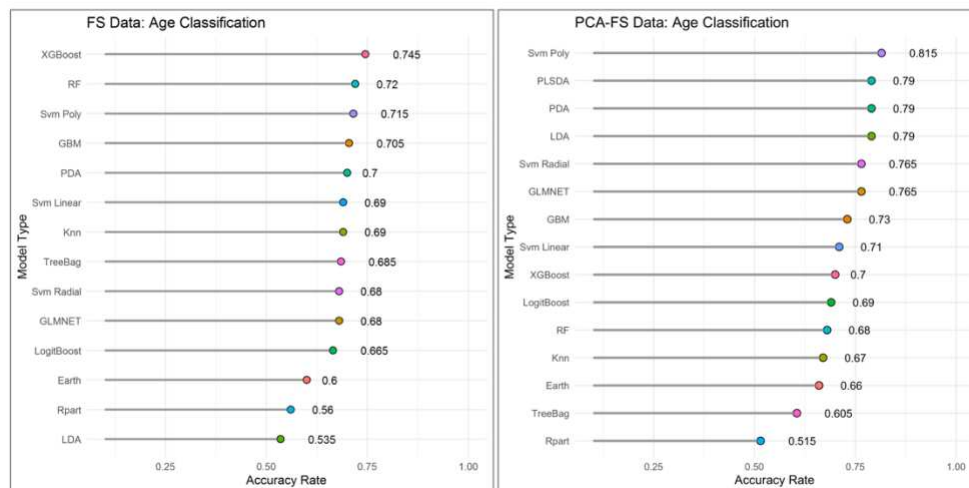 FS Data: Age Classification
XGBoost 0.745
RF 0.72
Svm Poly 0.715
GBM 0.705
PDA 0.7
Svm Linear 0.69
Knn 0.69
TreeBag 0.685
Svm Radial 0.68
GLMNET 0.68
LogitBoost 0.665
Earth 0.6
Rpart 0.56
LDA 0.535
Model Type
0.25 0.50 0.75 1.00
Accuracy Rate
PCA-FS Data: Age Classification
Svm Poly 0.815
PLSDA 0.79
PDA 0.79
LDA 0.79
Svm Radial 0.765
GLMNET 0.765
GBM 0.73
Svm Linear 0.71
XGBoost 0.7
LogitBoost 0.69
RF 0.68
Knn 0.67
Earth 0.66
TreeBag 0.605
Rpart 0.515
Model Type
0.25 0.50 0.75 1.00
Accuracy Rate